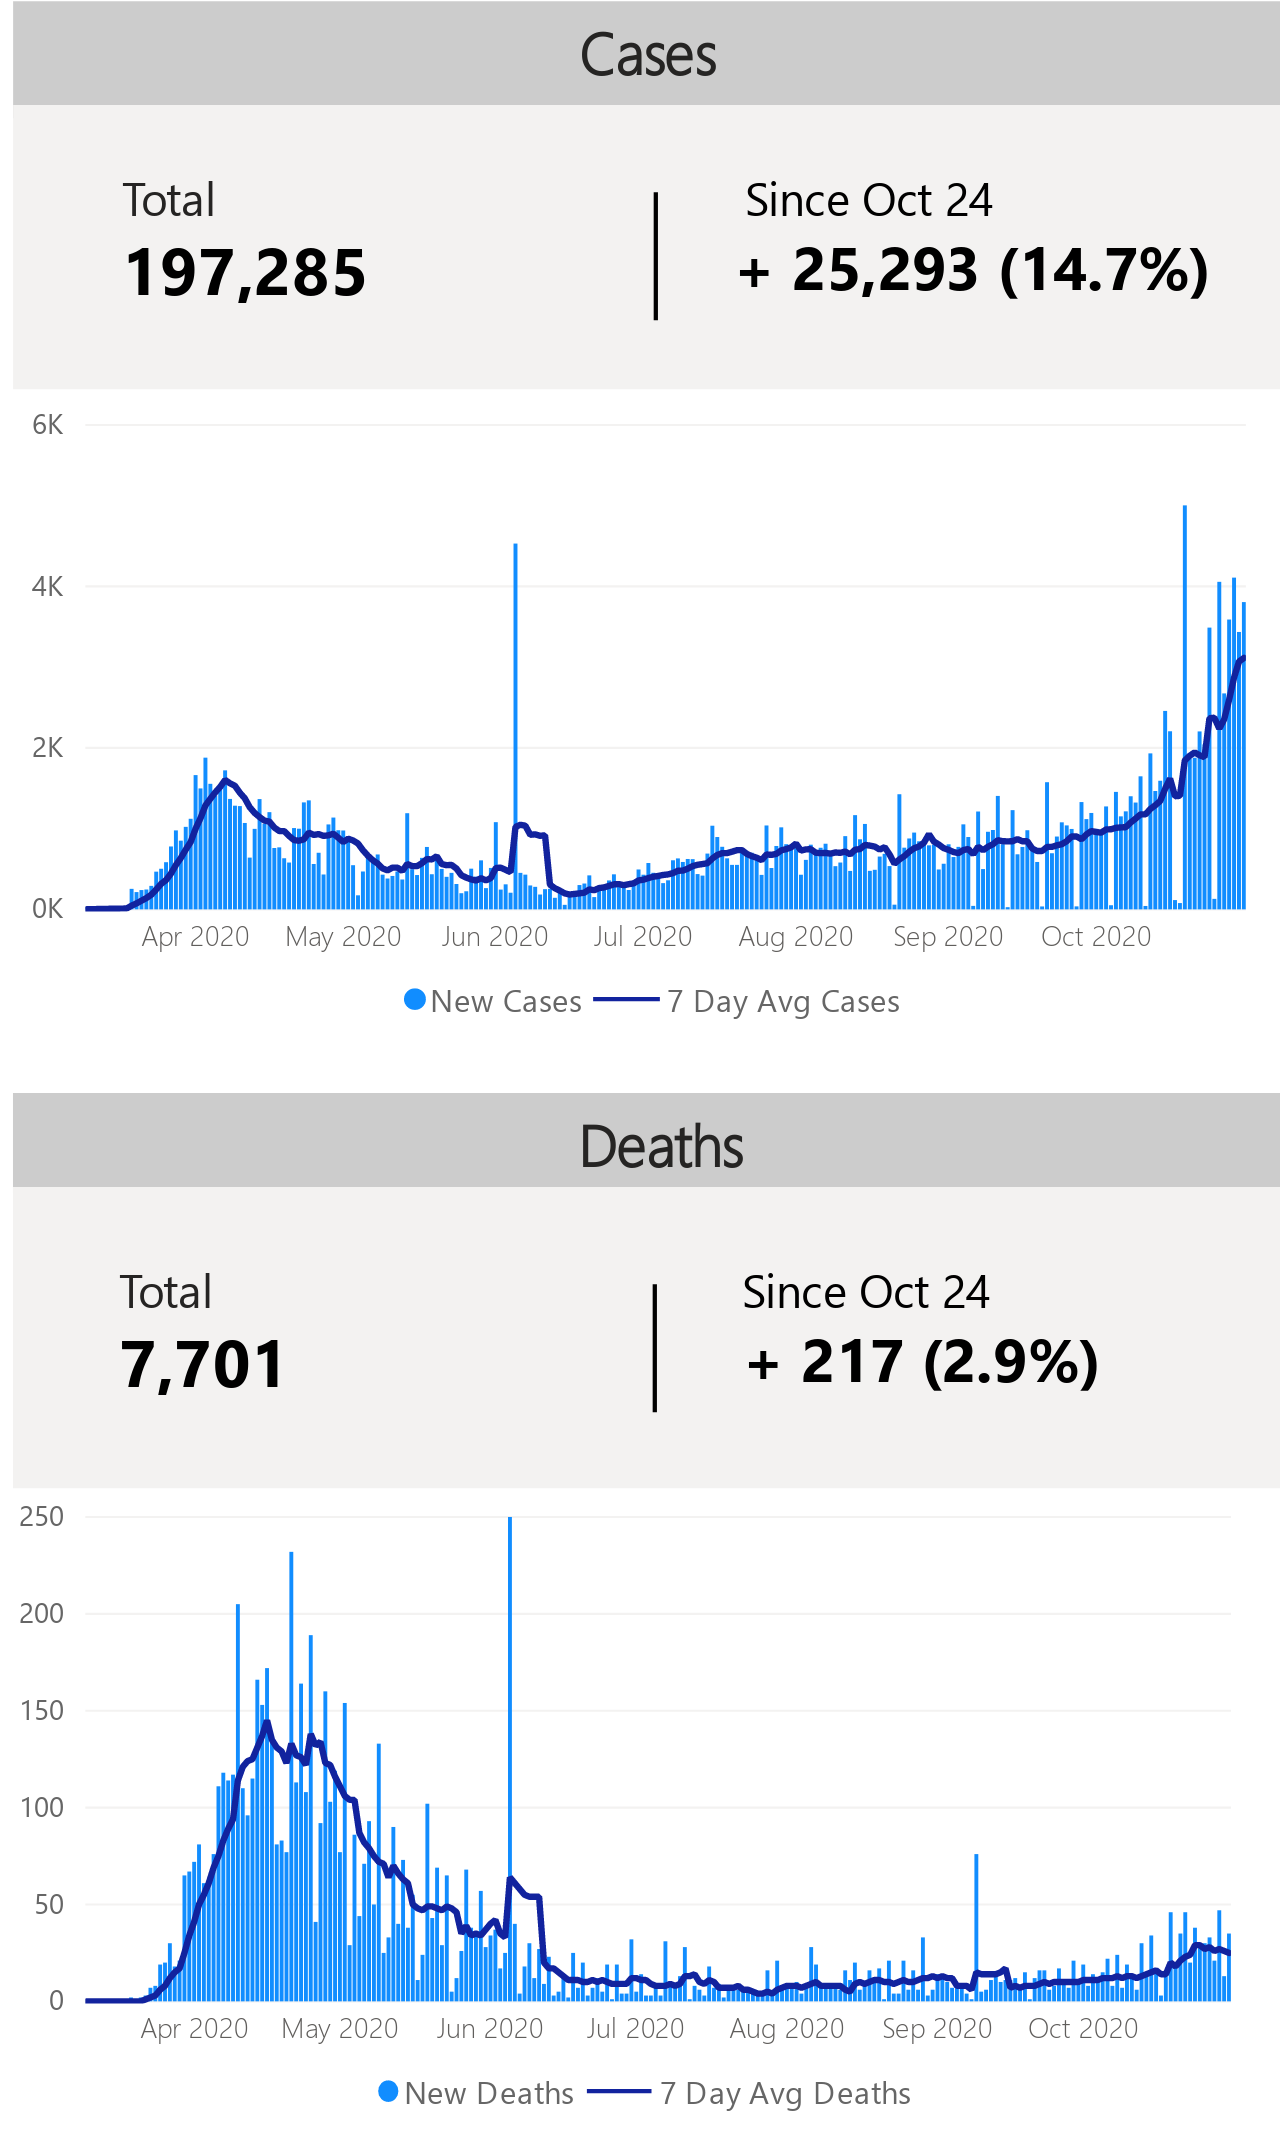 Cases
Total
Since Oct 24
197,285
+ 25,293 (14.7%)
6K
4K
2K
0K
Apr 2020 May 2020 Jun 2020 Jul 2020 Aug 2020 Sep 2020 Oct 2020
New Cases 7 Day Avg Cases
Deaths
Total
Since Oct 24
7,701
+ 217 (2.9%)
250
200
150
100
50
0
Apr 2020 May 2020 Jun 2020 Jul 2020 Aug 2020 Sep 2020 Oct 2020
New Deaths 7 Day Avg Deaths